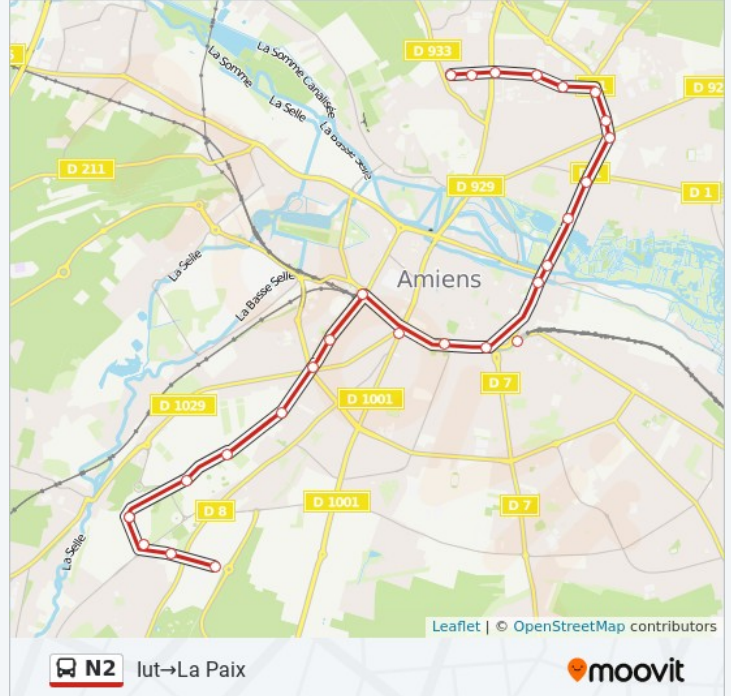 D 933
La Somme Canalisée
La Somme
La Selle
D 92
La Basse Selle
D 211
D 929
D 1
La Selle
La Basse Selle
Amiens
D 7
D 1001
D 1029
D 8
D 1001
D 7
La Selle
Leaflet | © OpenStreetMap contributors
N2 Iut→La Paix
moovit